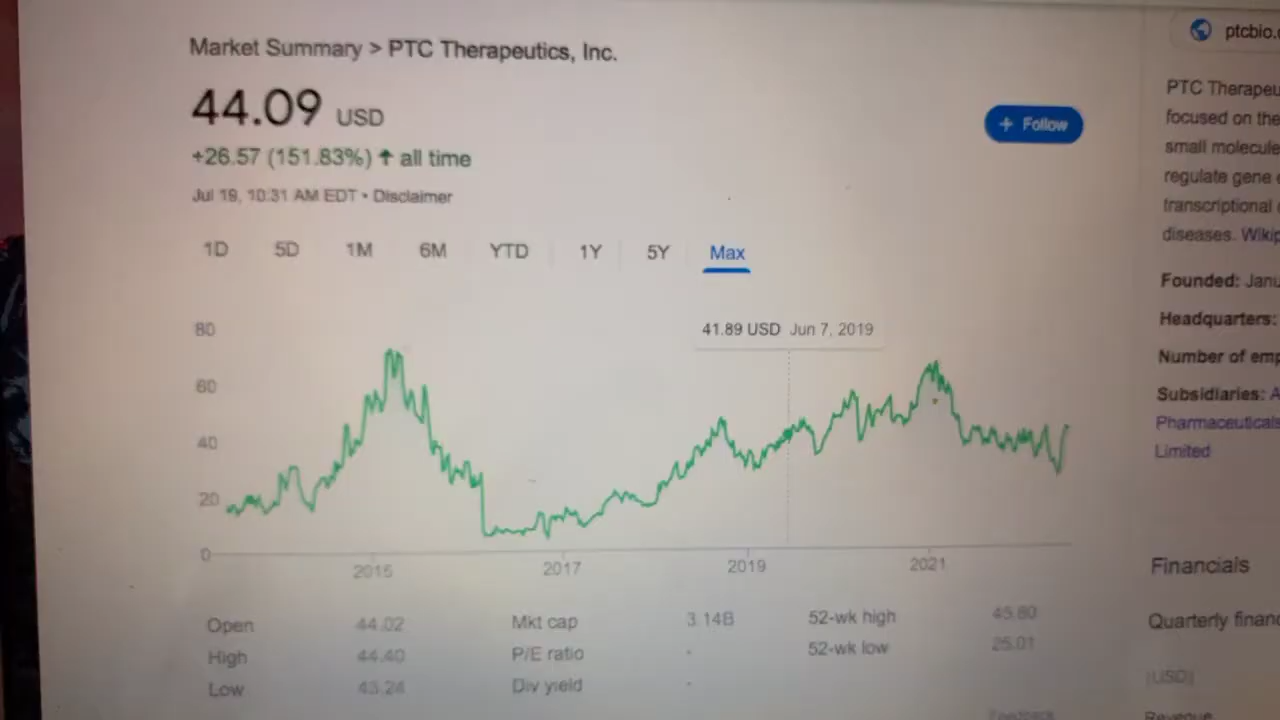 Market Summary > PTC Therapeutics, Inc.
44.09 USD
+26.57 (151.83%) ↑ all time
Jul 19, 10:31 AM EDT • Disclaimer
+ Follow
1D 5D 1M 6M YTD 1Y 5Y Max
41.89 USD Jun 7, 2019
80
60
40
20
0
2015 2017 2019 2021
Open 44.02 Mkt cap 3.14B 52-wk high 45.80
High 44.40 P/E ratio - 52-wk low 25.01
Low 43.24 Div yield -
ptcbio.
PTC Therapeu
focused on the
small molecule
regulate gene
transcriptional
diseases. Wikip
Founded: Janu
Headquarters:
Number of emp
Subsidiaries: A
Pharmaceuticals
Limited
Financials
Quarterly financ
(USD)
Revenue
Feedback